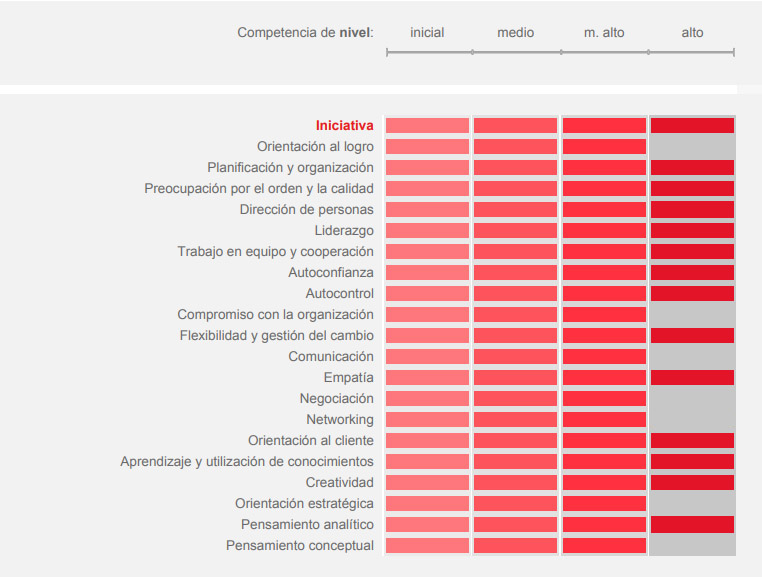 Competencia de nivel: inicial medio m. alto alto
Iniciativa
Orientación al logro
Planificación y organización
Preocupación por el orden y la calidad
Dirección de personas
Liderazgo
Trabajo en equipo y cooperación
Autoconfianza
Autocontrol
Compromiso con la organización
Flexibilidad y gestión del cambio
Comunicación
Empatía
Negociación
Networking
Orientación al cliente
Aprendizaje y utilización de conocimientos
Creatividad
Orientación estratégica
Pensamiento analítico
Pensamiento conceptual